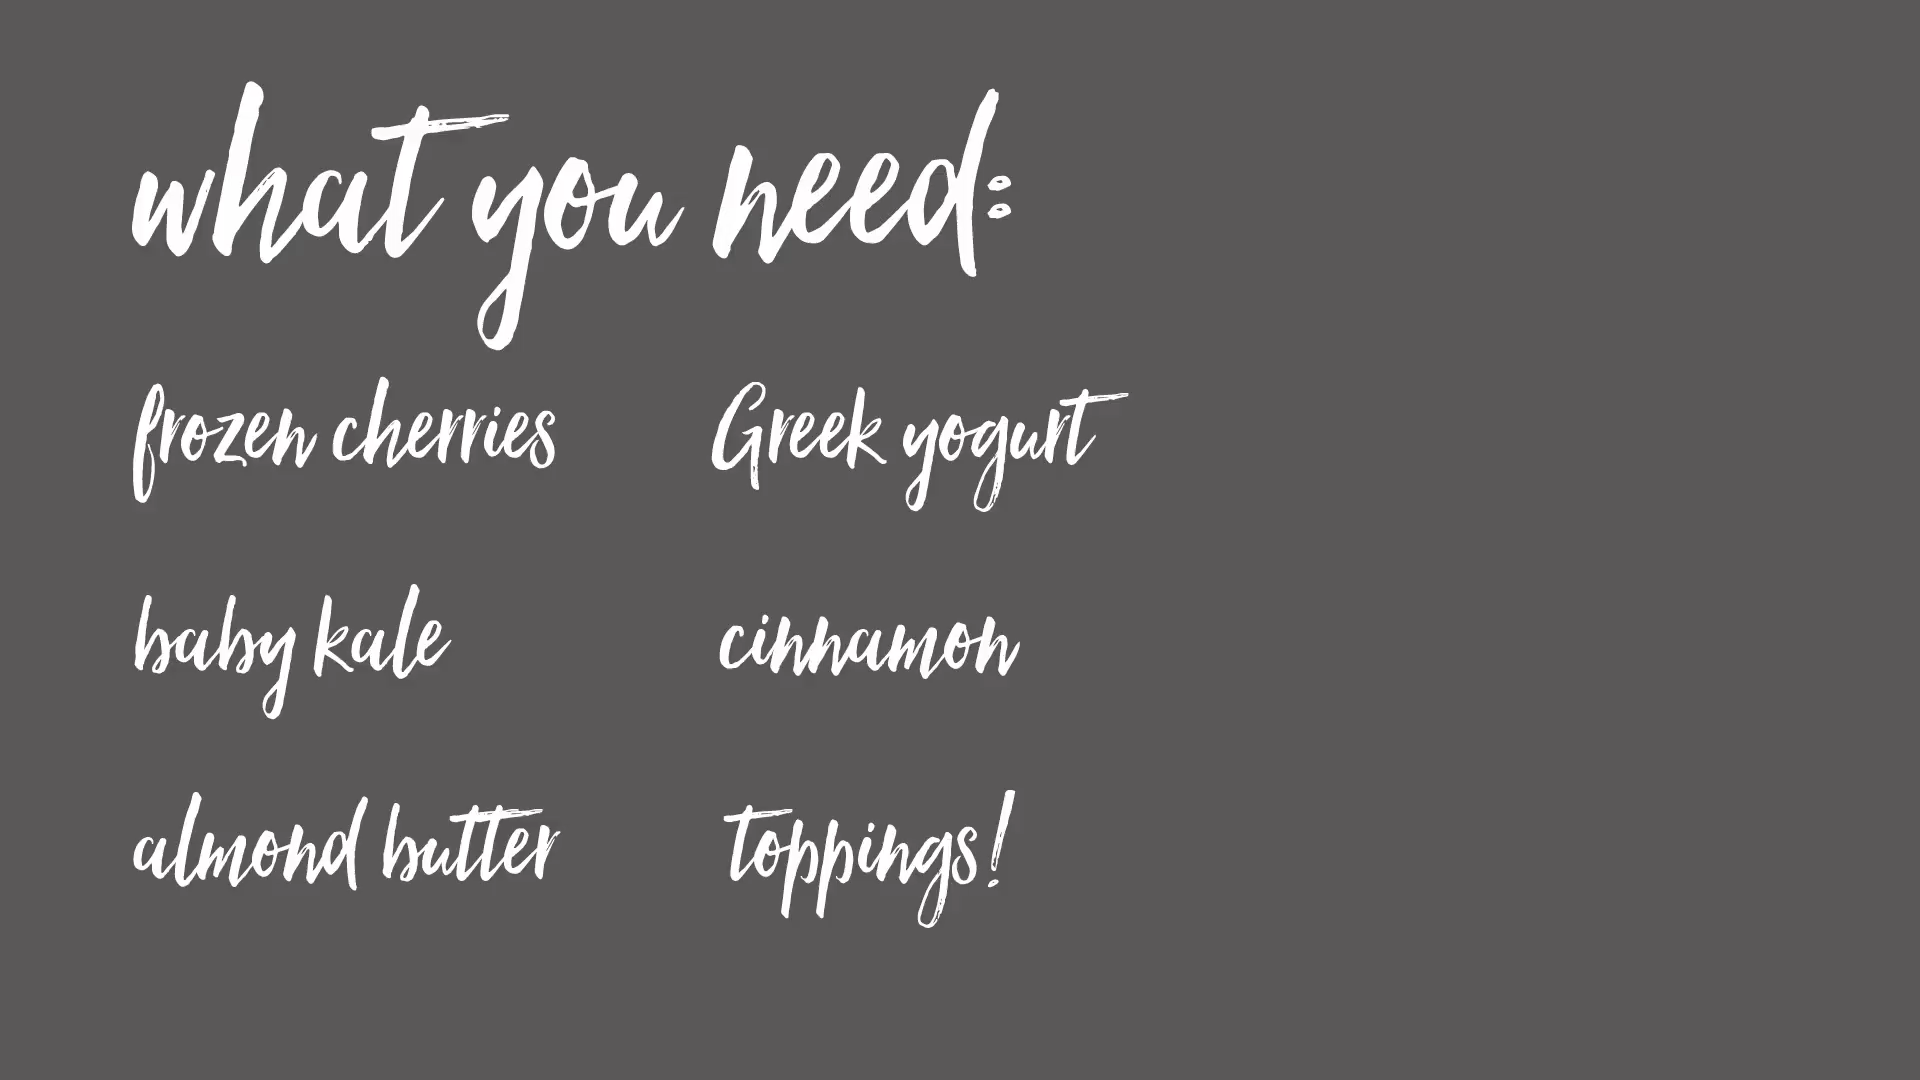 what you need:
frozen cherries
Greek yogurt
baby kale
cinnamon
almond butter
toppings!